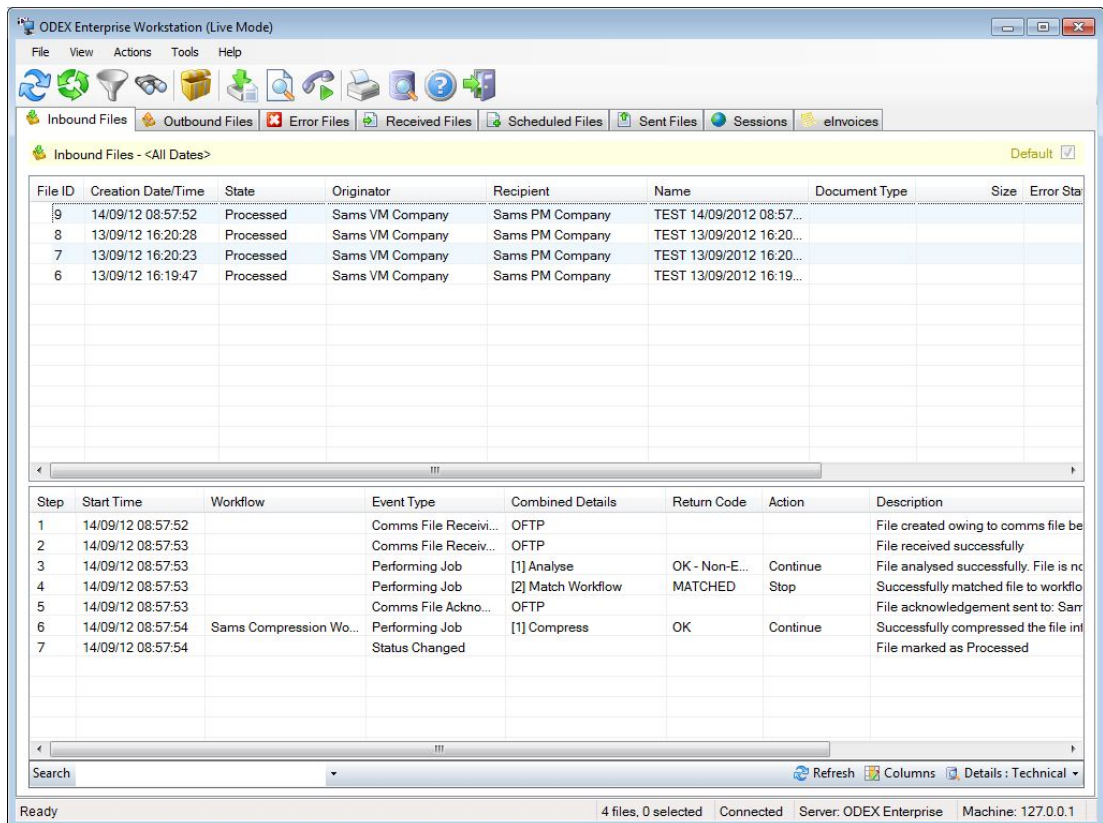 ODEX Enterprise Workstation (Live Mode)
File View Actions Tools Help
Inbound Files Outbound Files Error Files Received Files Scheduled Files Sent Files Sessions eInvoices
Inbound Files - <All Dates> Default
File ID Creation Date/Time State Originator Recipient Name Document Type Size Error Sta
9 14/09/12 08:57:52 Processed Sams VM Company Sams PM Company TEST 14/09/2012 08:57...
8 13/09/12 16:20:28 Processed Sams VM Company Sams PM Company TEST 13/09/2012 16:20...
7 13/09/12 16:20:23 Processed Sams VM Company Sams PM Company TEST 13/09/2012 16:20...
6 13/09/12 16:19:47 Processed Sams VM Company Sams PM Company TEST 13/09/2012 16:19...
Step Start Time Workflow Event Type Combined Details Return Code Action Description
1 14/09/12 08:57:52 Comms File Receivi... OFTP File created owing to comms file be
2 14/09/12 08:57:53 Comms File Receiv... OFTP File received successfully
3 14/09/12 08:57:53 Performing Job [1] Analyse OK - Non-E... Continue File analysed successfully. File is no
4 14/09/12 08:57:53 Performing Job [2] Match Workflow MATCHED Stop Successfully matched file to workflo
5 14/09/12 08:57:53 Comms File Ackno... OFTP File acknowledgement sent to: Sam
6 14/09/12 08:57:54 Sams Compression Wo... Performing Job [1] Compress OK Continue Successfully compressed the file int
7 14/09/12 08:57:54 Status Changed File marked as Processed
Search Refresh Columns Details : Technical
Ready 4 files, 0 selected Connected Server: ODEX Enterprise Machine: 127.0.0.1